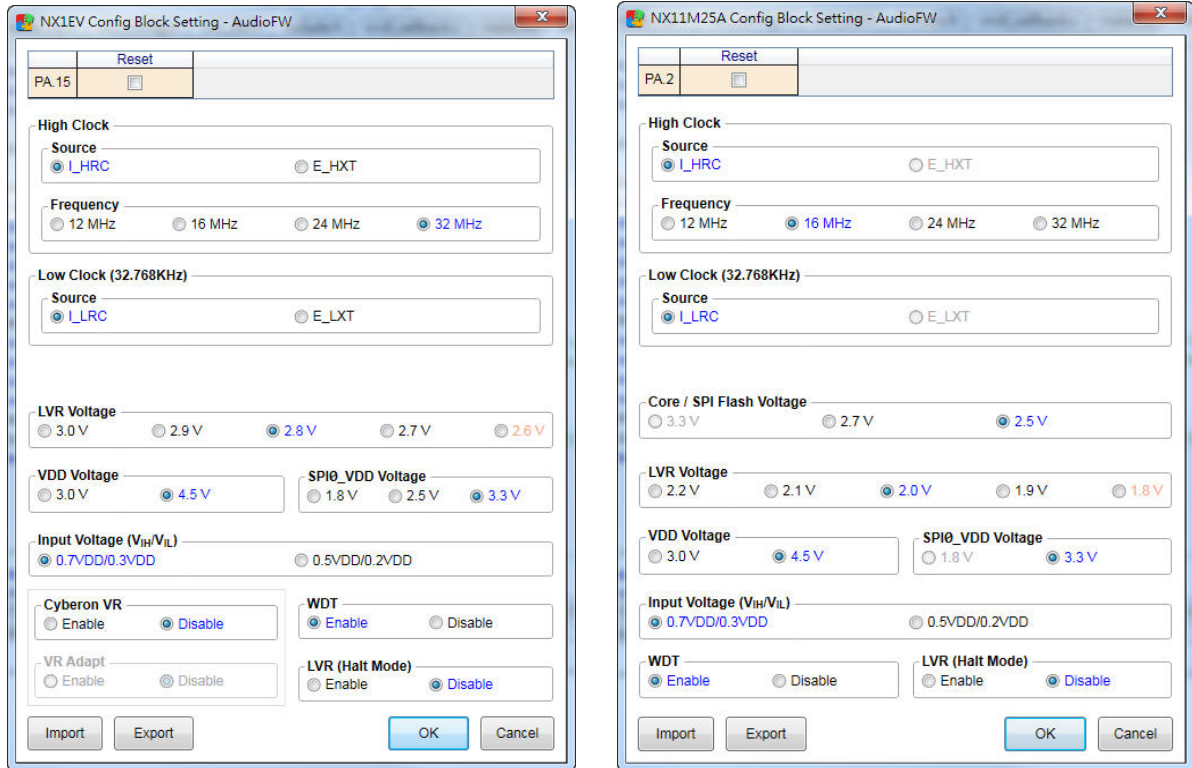 NX1EV Config Block Setting - AudioFW
Reset
PA.15
High Clock
Source
I_HRC E_HXT
Frequency
12 MHz 16 MHz 24 MHz 32 MHz
Low Clock (32.768KHz)
Source
I_LRC E_LXT
LVR Voltage
3.0 V 2.9 V 2.8 V 2.7 V 2.6 V
VDD Voltage SPI0_VDD Voltage
3.0 V 4.5 V 1.8 V 2.5 V 3.3 V
Input Voltage (VIH/VIL)
0.7VDD/0.3VDD 0.5VDD/0.2VDD
Cyberon VR WDT
Enable Disable Enable Disable
VR Adapt LVR (Halt Mode)
Enable Disable Enable Disable
Import Export OK Cancel
NX11M25A Config Block Setting - AudioFW
Reset
PA.2
High Clock
Source
I_HRC E_HXT
Frequency
12 MHz 16 MHz 24 MHz 32 MHz
Low Clock (32.768KHz)
Source
I_LRC E_LXT
Core / SPI Flash Voltage
3.3 V 2.7 V 2.5 V
LVR Voltage
2.2 V 2.1 V 2.0 V 1.9 V 1.8 V
VDD Voltage SPI0_VDD Voltage
3.0 V 4.5 V 1.8 V 3.3 V
Input Voltage (VIH/VIL)
0.7VDD/0.3VDD 0.5VDD/0.2VDD
WDT LVR (Halt Mode)
Enable Disable Enable Disable
Import Export OK Cancel